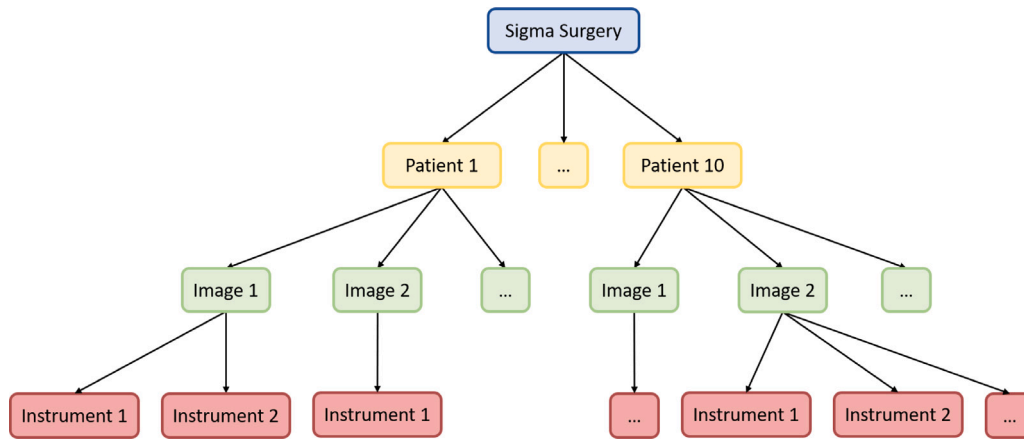 Sigma Surgery
Patient 1
...
Patient 10
Image 1
Image 2
...
Image 1
Image 2
...
Instrument 1
Instrument 2
Instrument 1
...
Instrument 1
Instrument 2
...